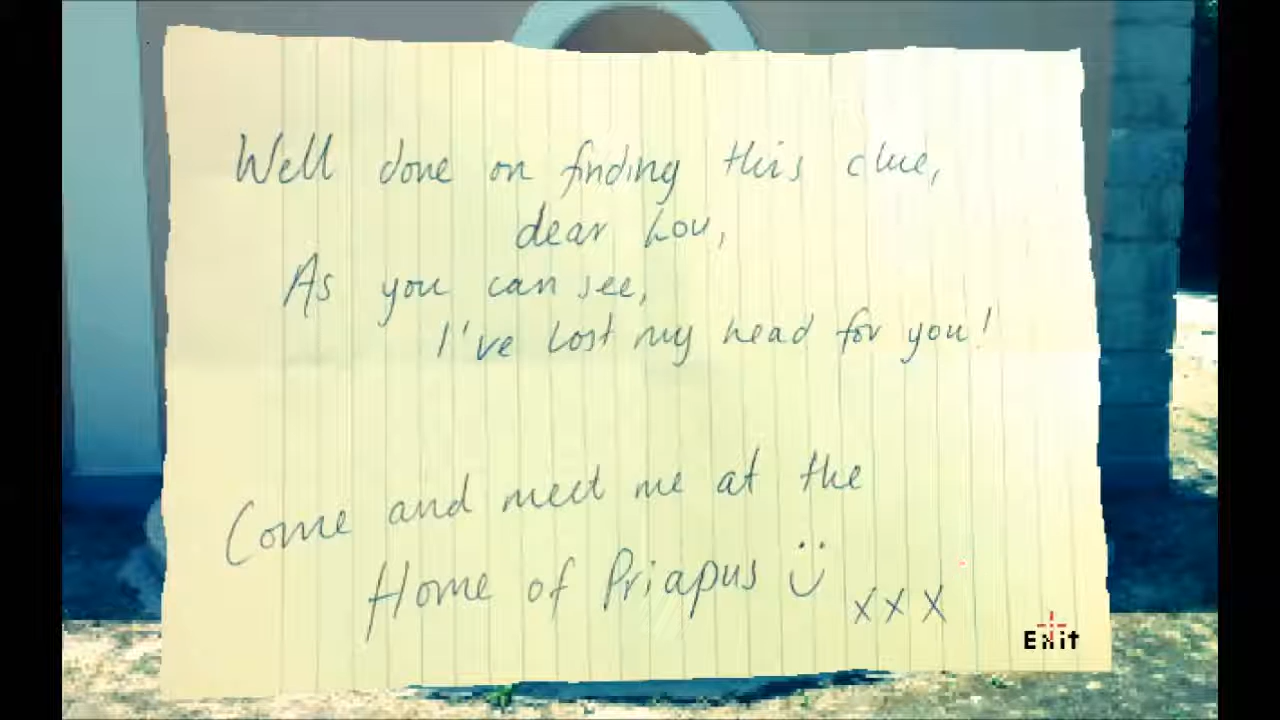 Well done on finding this clue,
dear Lou,
As you can see,
I've lost my head for you!
Come and meet me at the
Home of Priapus :) xxx
Exit